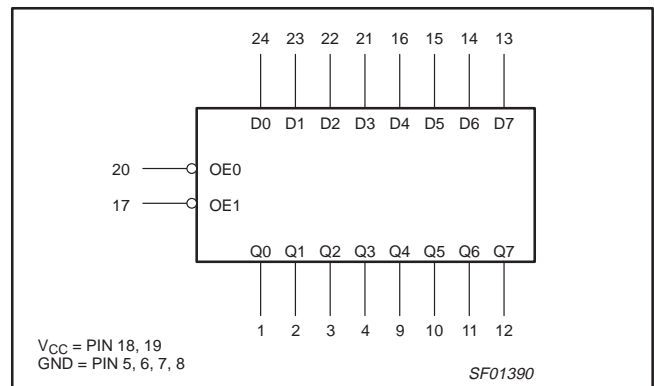 24 23 22 21 16 15 14 13
D0 D1 D2 D3 D4 D5 D6 D7
20 OE0
17 OE1
Q0 Q1 Q2 Q3 Q4 Q5 Q6 Q7
1 2 3 4 9 10 11 12
VCC = PIN 18, 19
GND = PIN 5, 6, 7, 8
SF01390